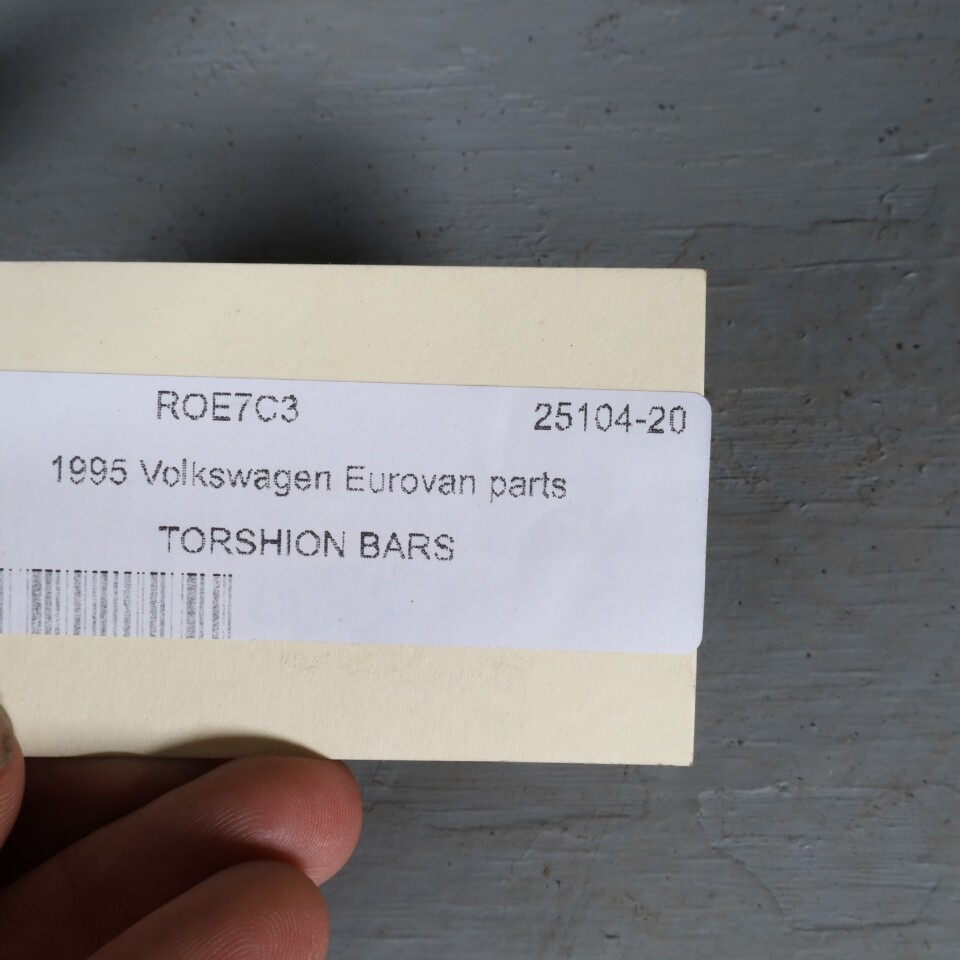 ROE7C3 25104-20
1995 Volkswagen Eurovan parts
TORSHION BARS